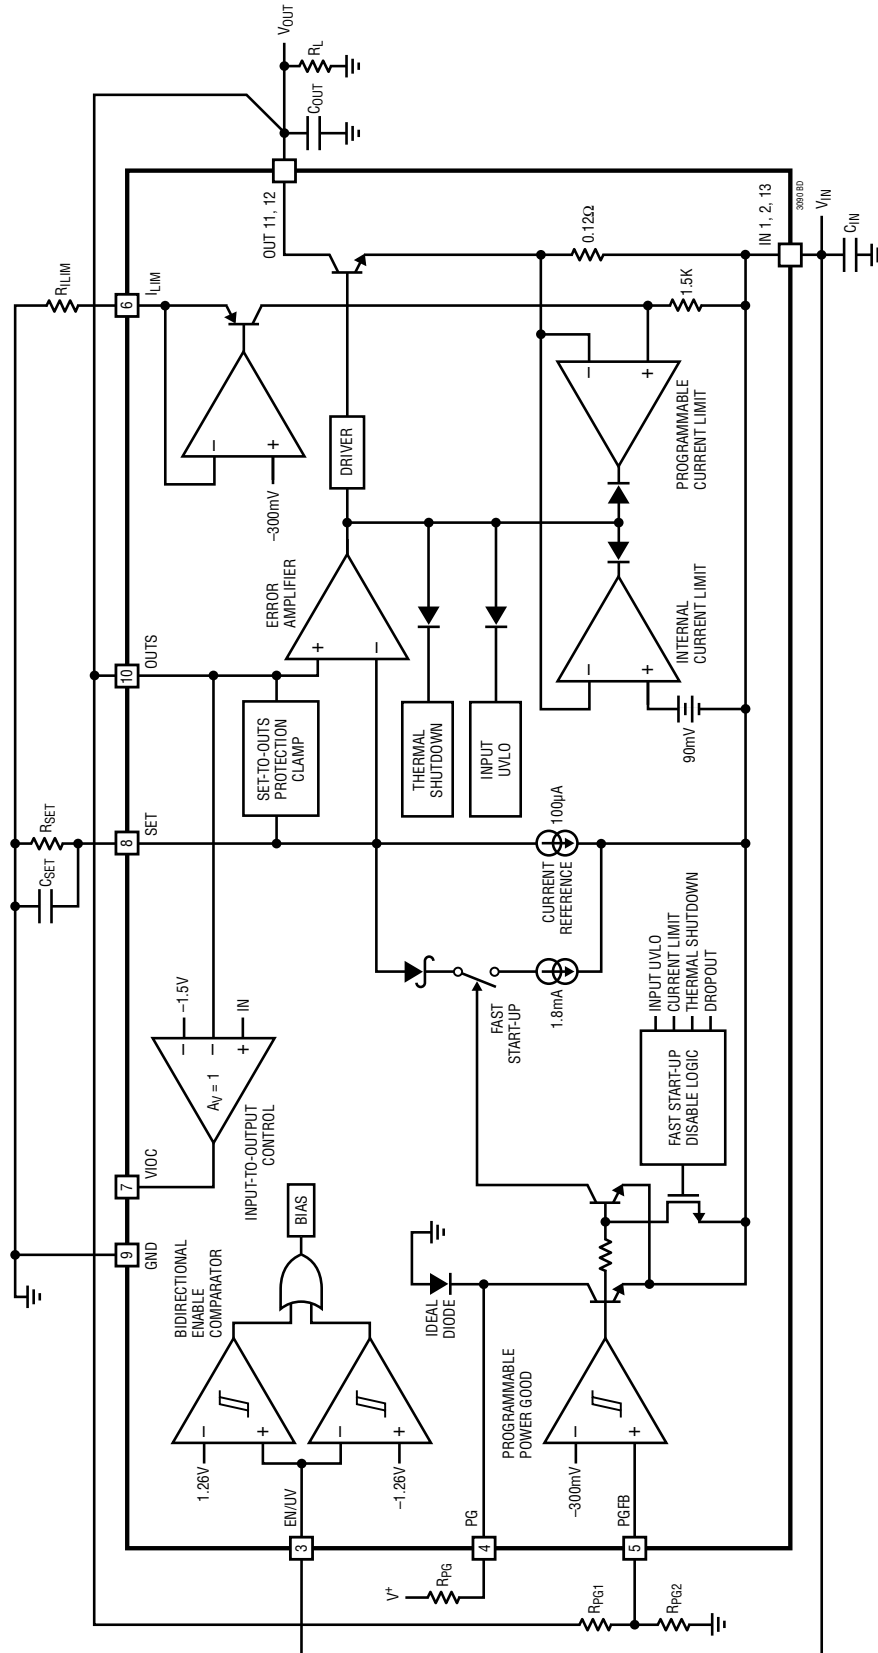 V+
RPG
RPG1
RPG2
3
EN/UV
4
PG
5
PGFB
1.26V
–
+
–
+
–1.26V
BIDIRECTIONAL
ENABLE
COMPARATOR
BIAS
9
GND
7
VIOC
INPUT-TO-OUTPUT
CONTROL
AV = 1
–
–
+
–1.5V
IN
IDEAL
DIODE
PROGRAMMABLE
POWER GOOD
–300mV
–
+
FAST
START-UP
FAST START-UP
DISABLE LOGIC
INPUT UVLO
CURRENT LIMIT
THERMAL SHUTDOWN
DROPOUT
1.8mA
CURRENT
REFERENCE
100µA
CSET
RSET
8
SET
SET-TO-OUTS
PROTECTION
CLAMP
10
OUTS
THERMAL
SHUTDOWN
INPUT
UVLO
ERROR
AMPLIFIER
+
–
90mV
–
+
INTERNAL
CURRENT LIMIT
DRIVER
–300mV
–
+
RILIM
6
ILIM
PROGRAMMABLE
CURRENT LIMIT
–
+
1.5K
0.12Ω
OUT 11, 12
IN 1, 2, 13
COUT
RL
VOUT
3090 BD
VIN
CIN